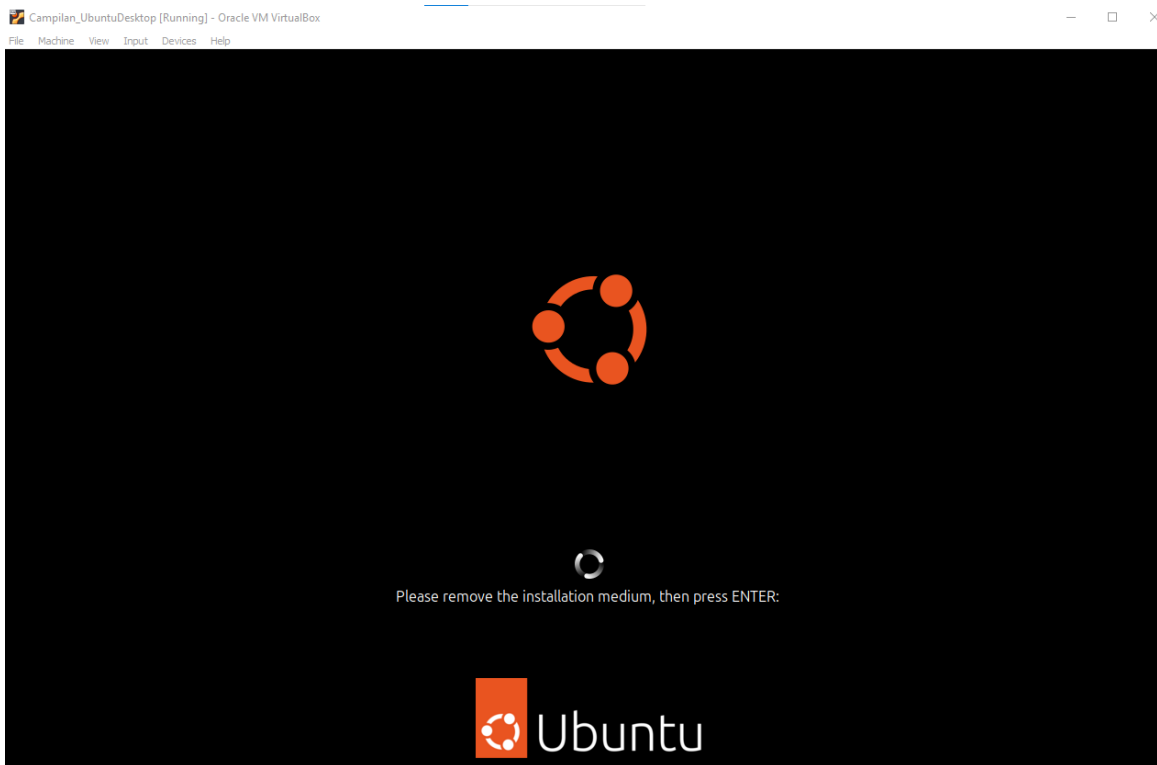 Campilan_UbuntuDesktop [Running] - Oracle VM VirtualBox
File Machine View Input Devices Help
Please remove the installation medium, then press ENTER:
Ubuntu